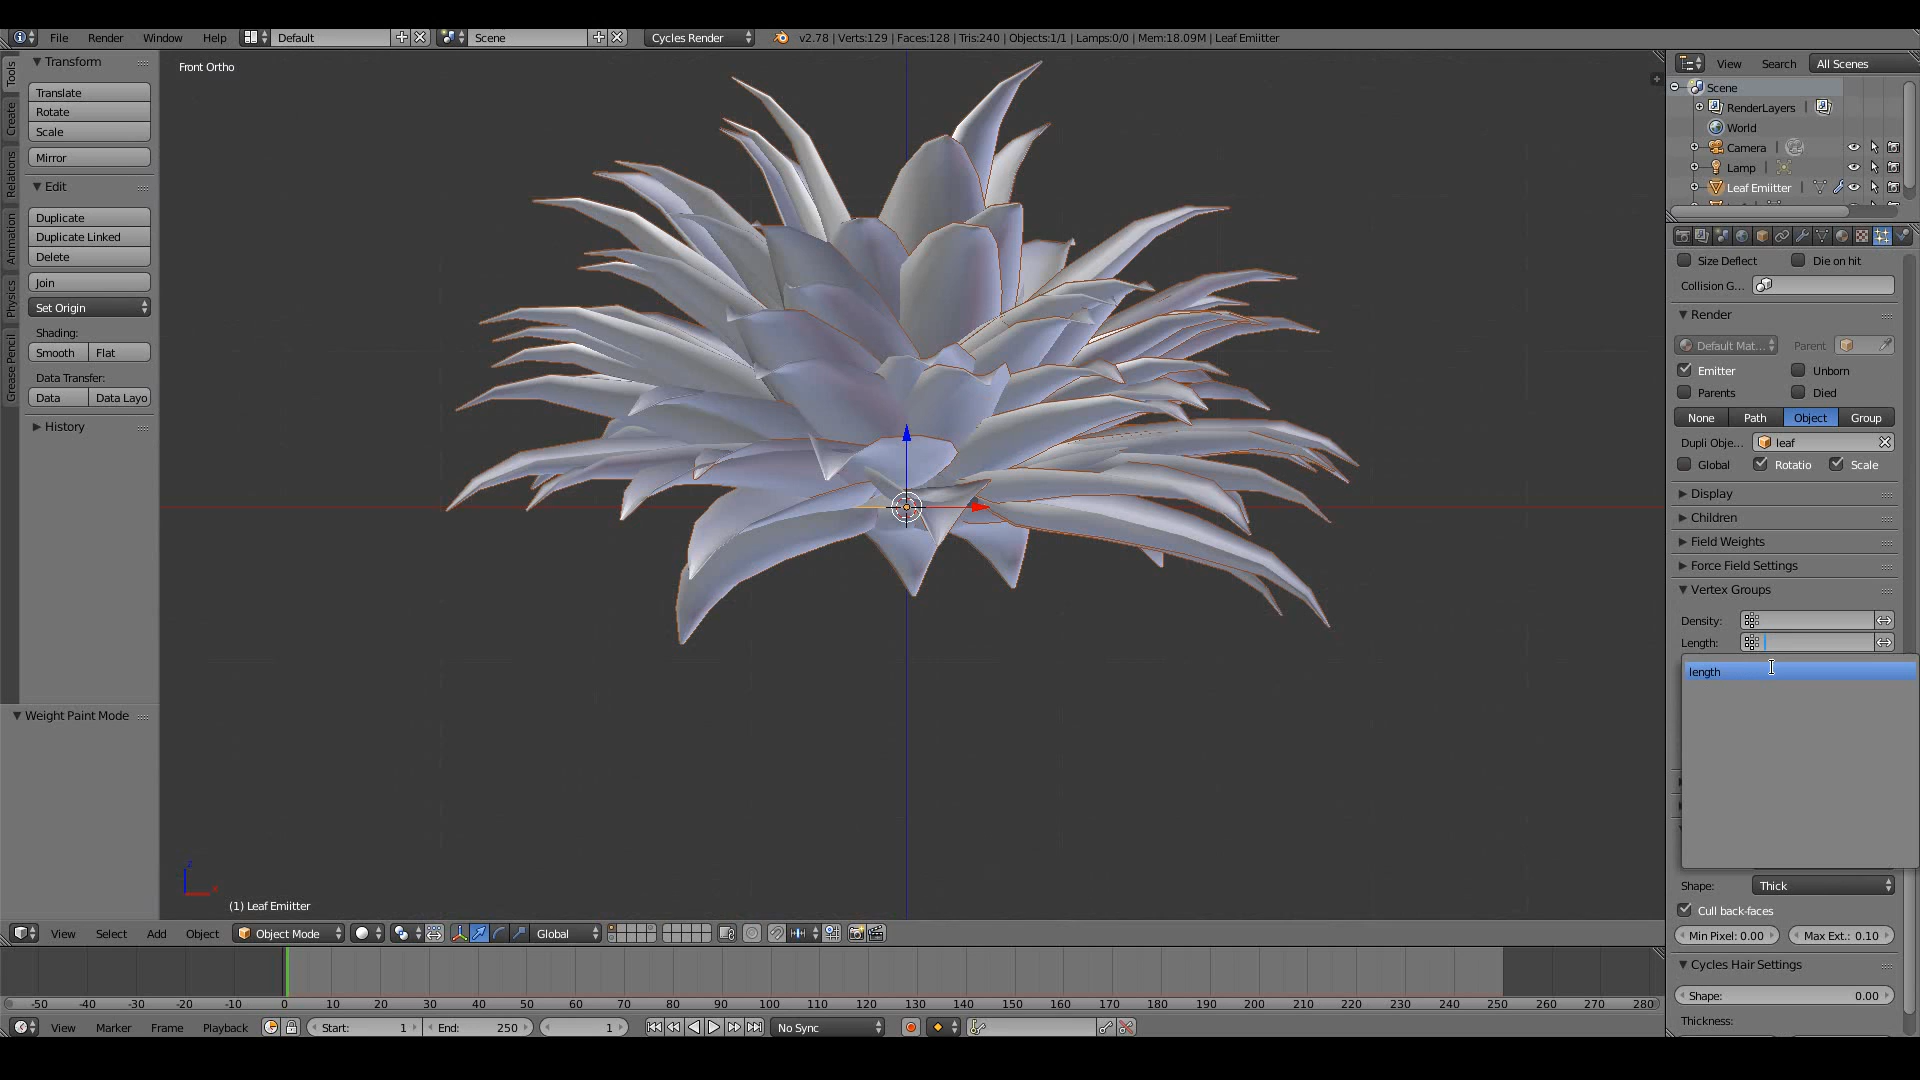 File Render Window Help Default Scene Cycles Render v2.78 | Verts:129 | Faces:128 | Tris:240 | Objects:1/1 | Lamps:0/0 | Mem:18.09M | Leaf Emiitter
Tools
Create
Relations
Animation
Physics
Grease Pencil
Transform
Translate
Rotate
Scale
Mirror
Edit
Duplicate
Duplicate Linked
Delete
Join
Set Origin
Shading:
Smooth Flat
Data Transfer:
Data Data Layo
History
Weight Paint Mode
Front Ortho
z
x
(1) Leaf Emiitter
View Search All Scenes
Scene
RenderLayers |
World
Camera |
Lamp |
Leaf Emiitter |
Size Deflect Die on hit
Collision G...
Render
Default Mat... Parent
Emitter Unborn
Parents Died
None Path Object Group
Dupli Obje... leaf
Global Rotatio Scale
Display
Children
Field Weights
Force Field Settings
Vertex Groups
Density:
Length:
length
Shape: Thick
Cull back-faces
Min Pixel: 0.00 Max Ext.: 0.10
Cycles Hair Settings
Shape: 0.00
Thickness:
View Select Add Object Object Mode Global
-50 -40 -30 -20 -10 0 10 20 30 40 50 60 70 80 90 100 110 120 130 140 150 160 170 180 190 200 210 220 230 240 250 260 270 280
View Marker Frame Playback Start: 1 End: 250 1 No Sync